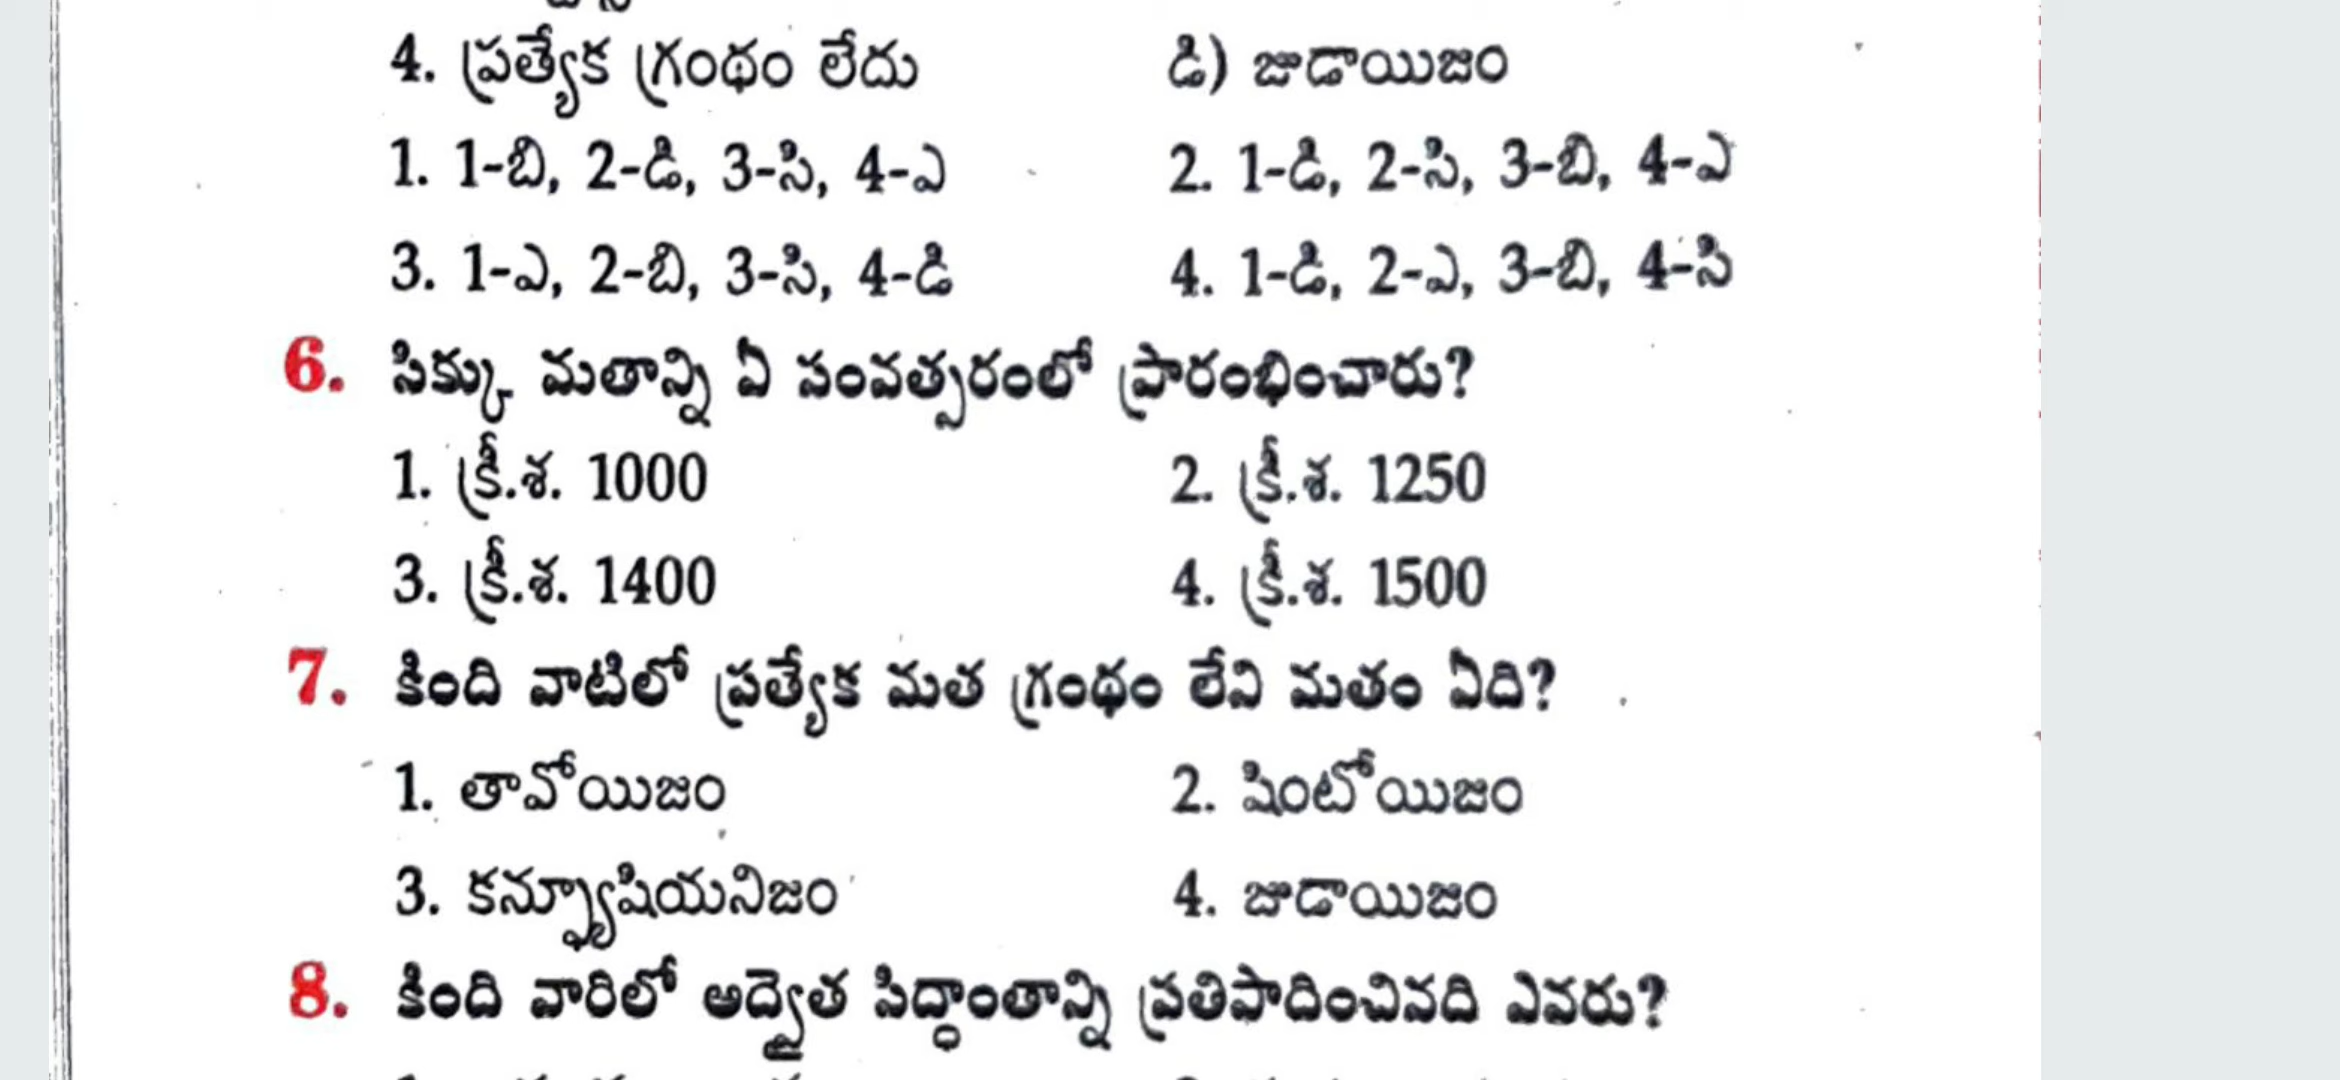 4. ప్రత్యేక గ్రంథం లేదు డి) జుడాయిజం
1. 1-బి, 2-డి, 3-సి, 4-ఎ 2. 1-డి, 2-సి, 3-బి, 4-ఎ
3. 1-ఎ, 2-బి, 3-సి, 4-డి 4. 1-డి, 2-ఎ, 3-బి, 4-సి
6. సిక్కు మతాన్ని ఏ సంవత్సరంలో ప్రారంభించారు?
1. క్రీ.శ. 1000 2. క్రీ.శ. 1250
3. క్రీ.శ. 1400 4. క్రీ.శ. 1500
7. కింది వాటిలో ప్రత్యేక మత గ్రంథం లేని మతం ఏది?
1. తావోయిజం 2. షింటోయిజం
3. కన్ఫ్యూషియనిజం 4. జుడాయిజం
8. కింది వారిలో అద్వైత సిద్ధాంతాన్ని ప్రతిపాదించినది ఎవరు?